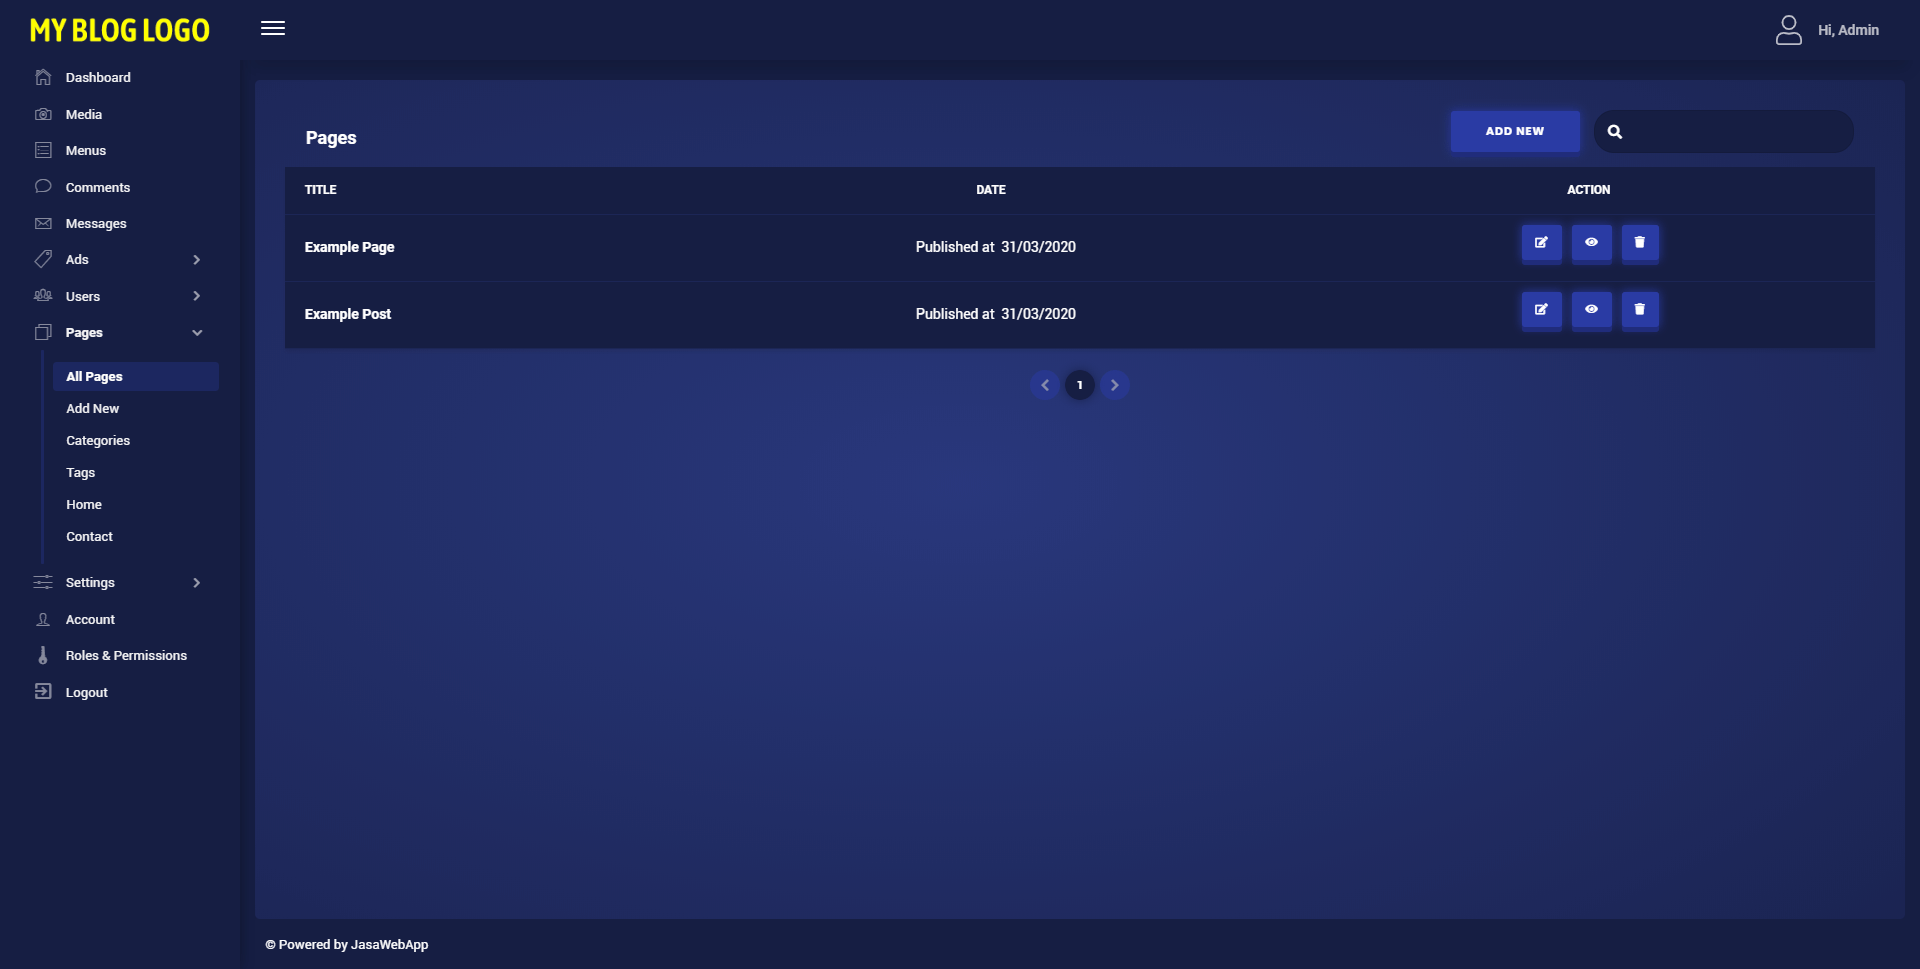 MY BLOG LOGO
Hi, Admin
Dashboard
Media
Menus
Comments
Messages
Ads
Users
Pages
All Pages
Add New
Categories
Tags
Home
Contact
Settings
Account
Roles & Permissions
Logout
Pages
ADD NEW
TITLE DATE ACTION
Example Page Published at 31/03/2020
Example Post Published at 31/03/2020
1
© Powered by JasaWebApp